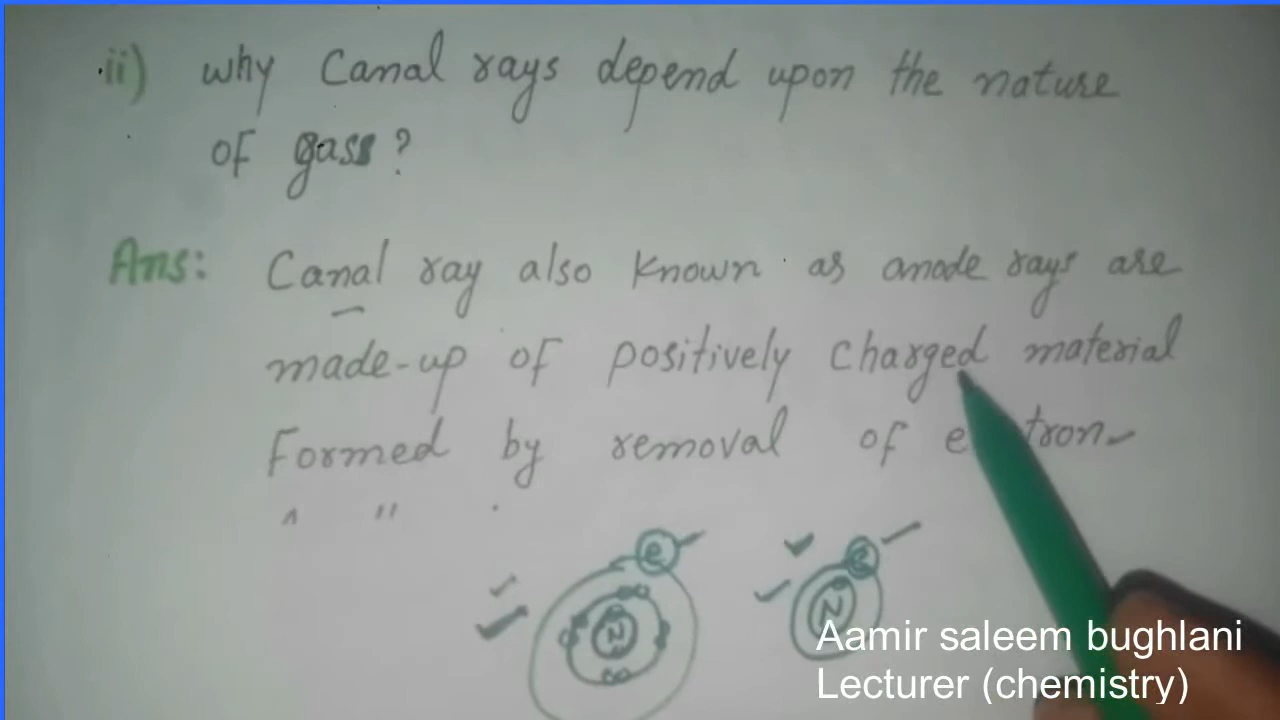 ii) why Canal rays depend upon the nature
of gass?
Ans: Canal ray also known as anode rays are
made-up of positively charged material
Formed by removal of e tron
e e
N N
Aamir saleem bughlani
Lecturer (chemistry)